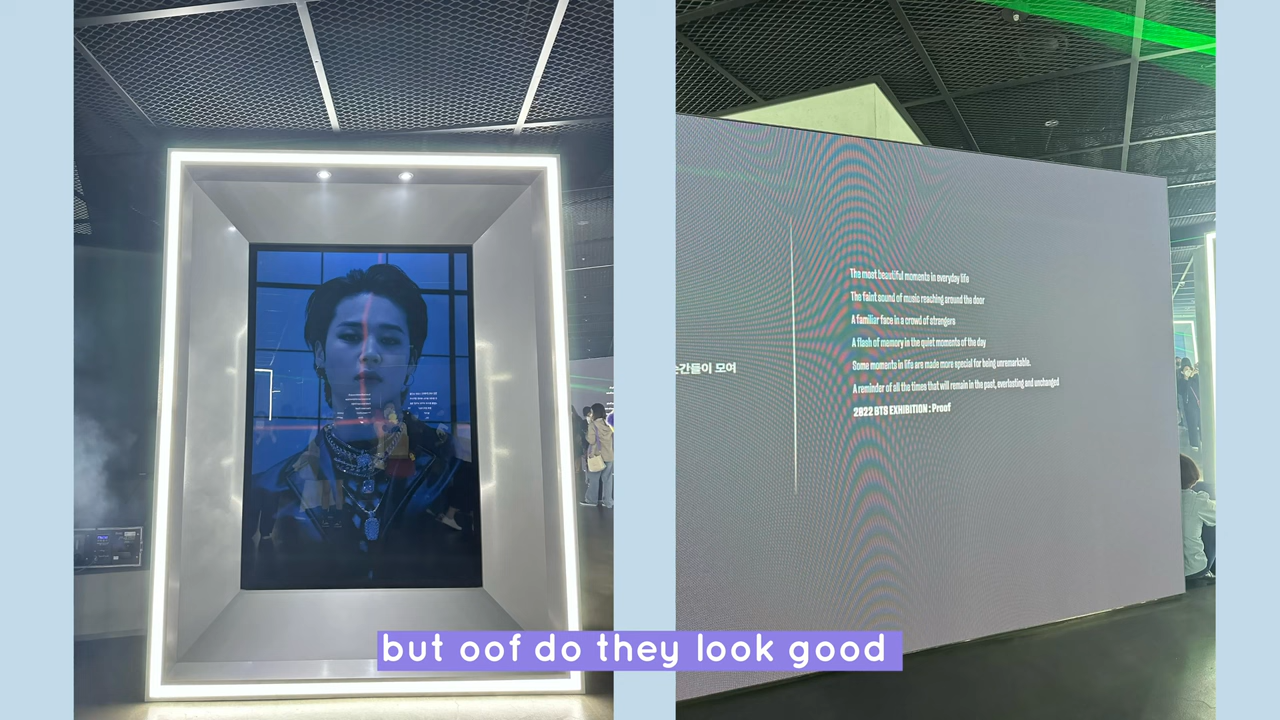 The most beautiful moments in everyday life
The faint sound of music reaching around the door
A familiar face in a crowd of strangers
A flash of memory in the quiet moments of the day
Some moments in life are made more special for being unremarkable.
A reminder of all the times that will remain in the past, everlasting and unchanged
2022 BTS EXHIBITION : Proof
순간들이 모여
but oof do they look good